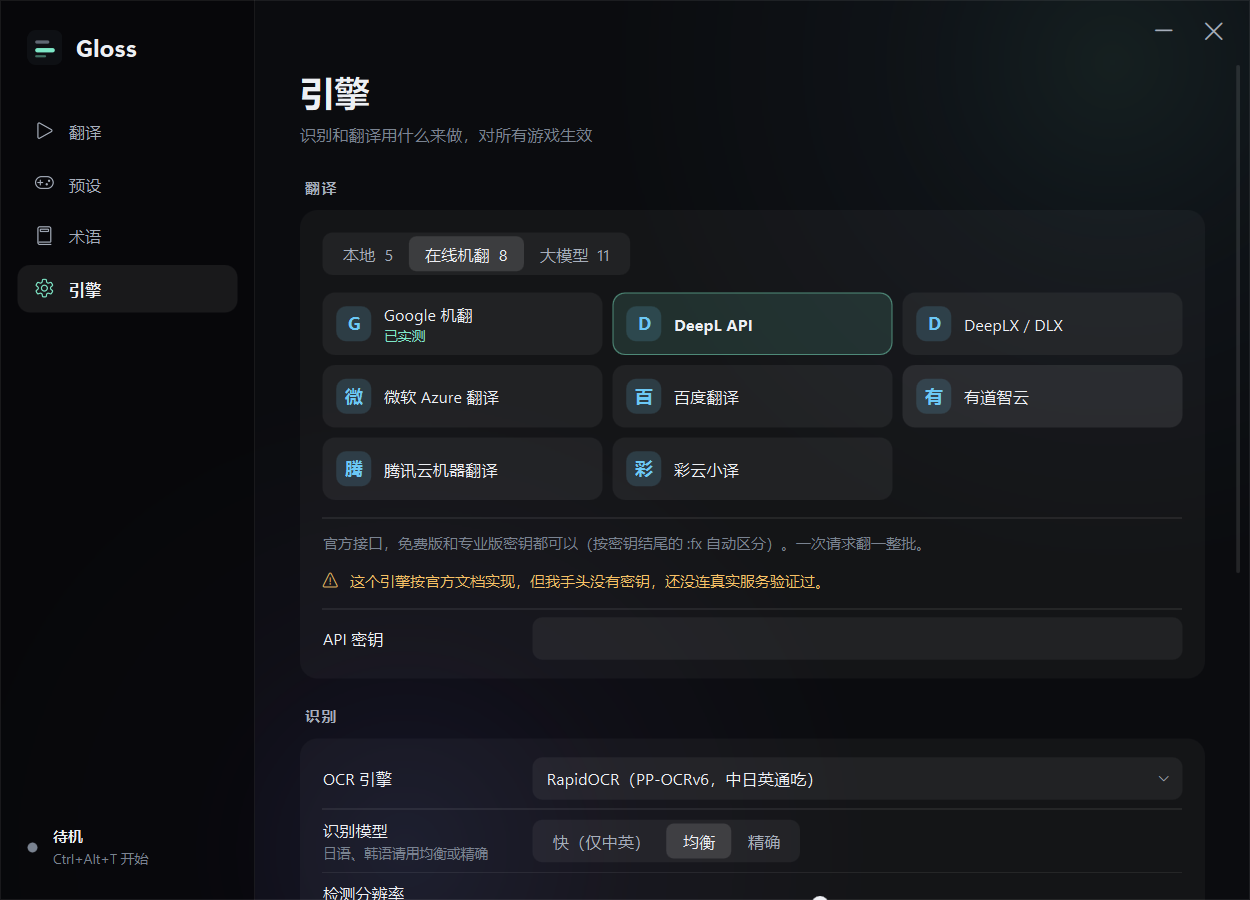 Gloss
翻译
预设
术语
引擎
引擎
识别和翻译用什么来做，对所有游戏生效
翻译
本地 5 在线机翻 8 大模型 11
G Google 机翻
已实测
D DeepL API
D DeepLX / DLX
微 微软 Azure 翻译
百 百度翻译
有 有道智云
腾 腾讯云机器翻译
彩 彩云小译
官方接口，免费版和专业版密钥都可以（按密钥结尾的 :fx 自动区分）。一次请求翻一整批。
这个引擎按官方文档实现，但我手头没有密钥，还没连真实服务验证过。
API 密钥
识别
OCR 引擎 RapidOCR（PP-OCRv6，中日英通吃）
识别模型
日语、韩语请用均衡或精确
快（仅中英） 均衡 精确
检测分辨率
待机
Ctrl+Alt+T 开始